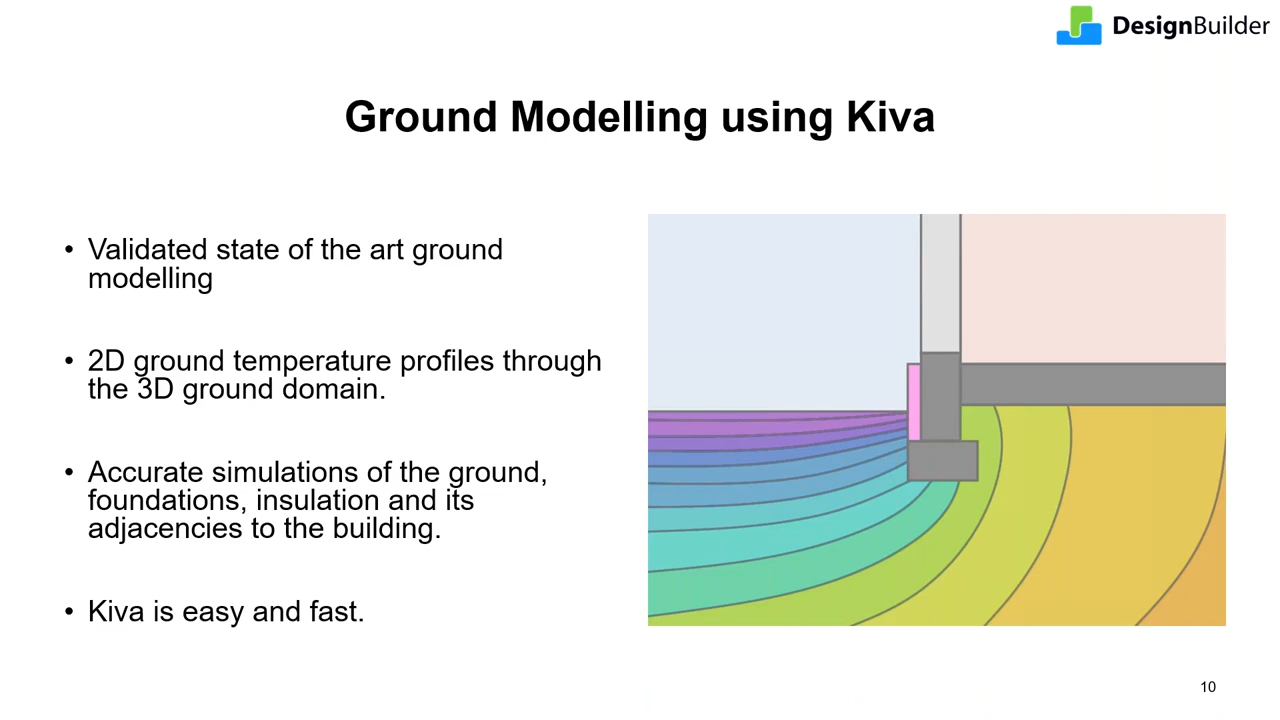 DesignBuilder
Ground Modelling using Kiva
• Validated state of the art ground
modelling
• 2D ground temperature profiles through
the 3D ground domain.
• Accurate simulations of the ground,
foundations, insulation and its
adjacencies to the building.
• Kiva is easy and fast.
10